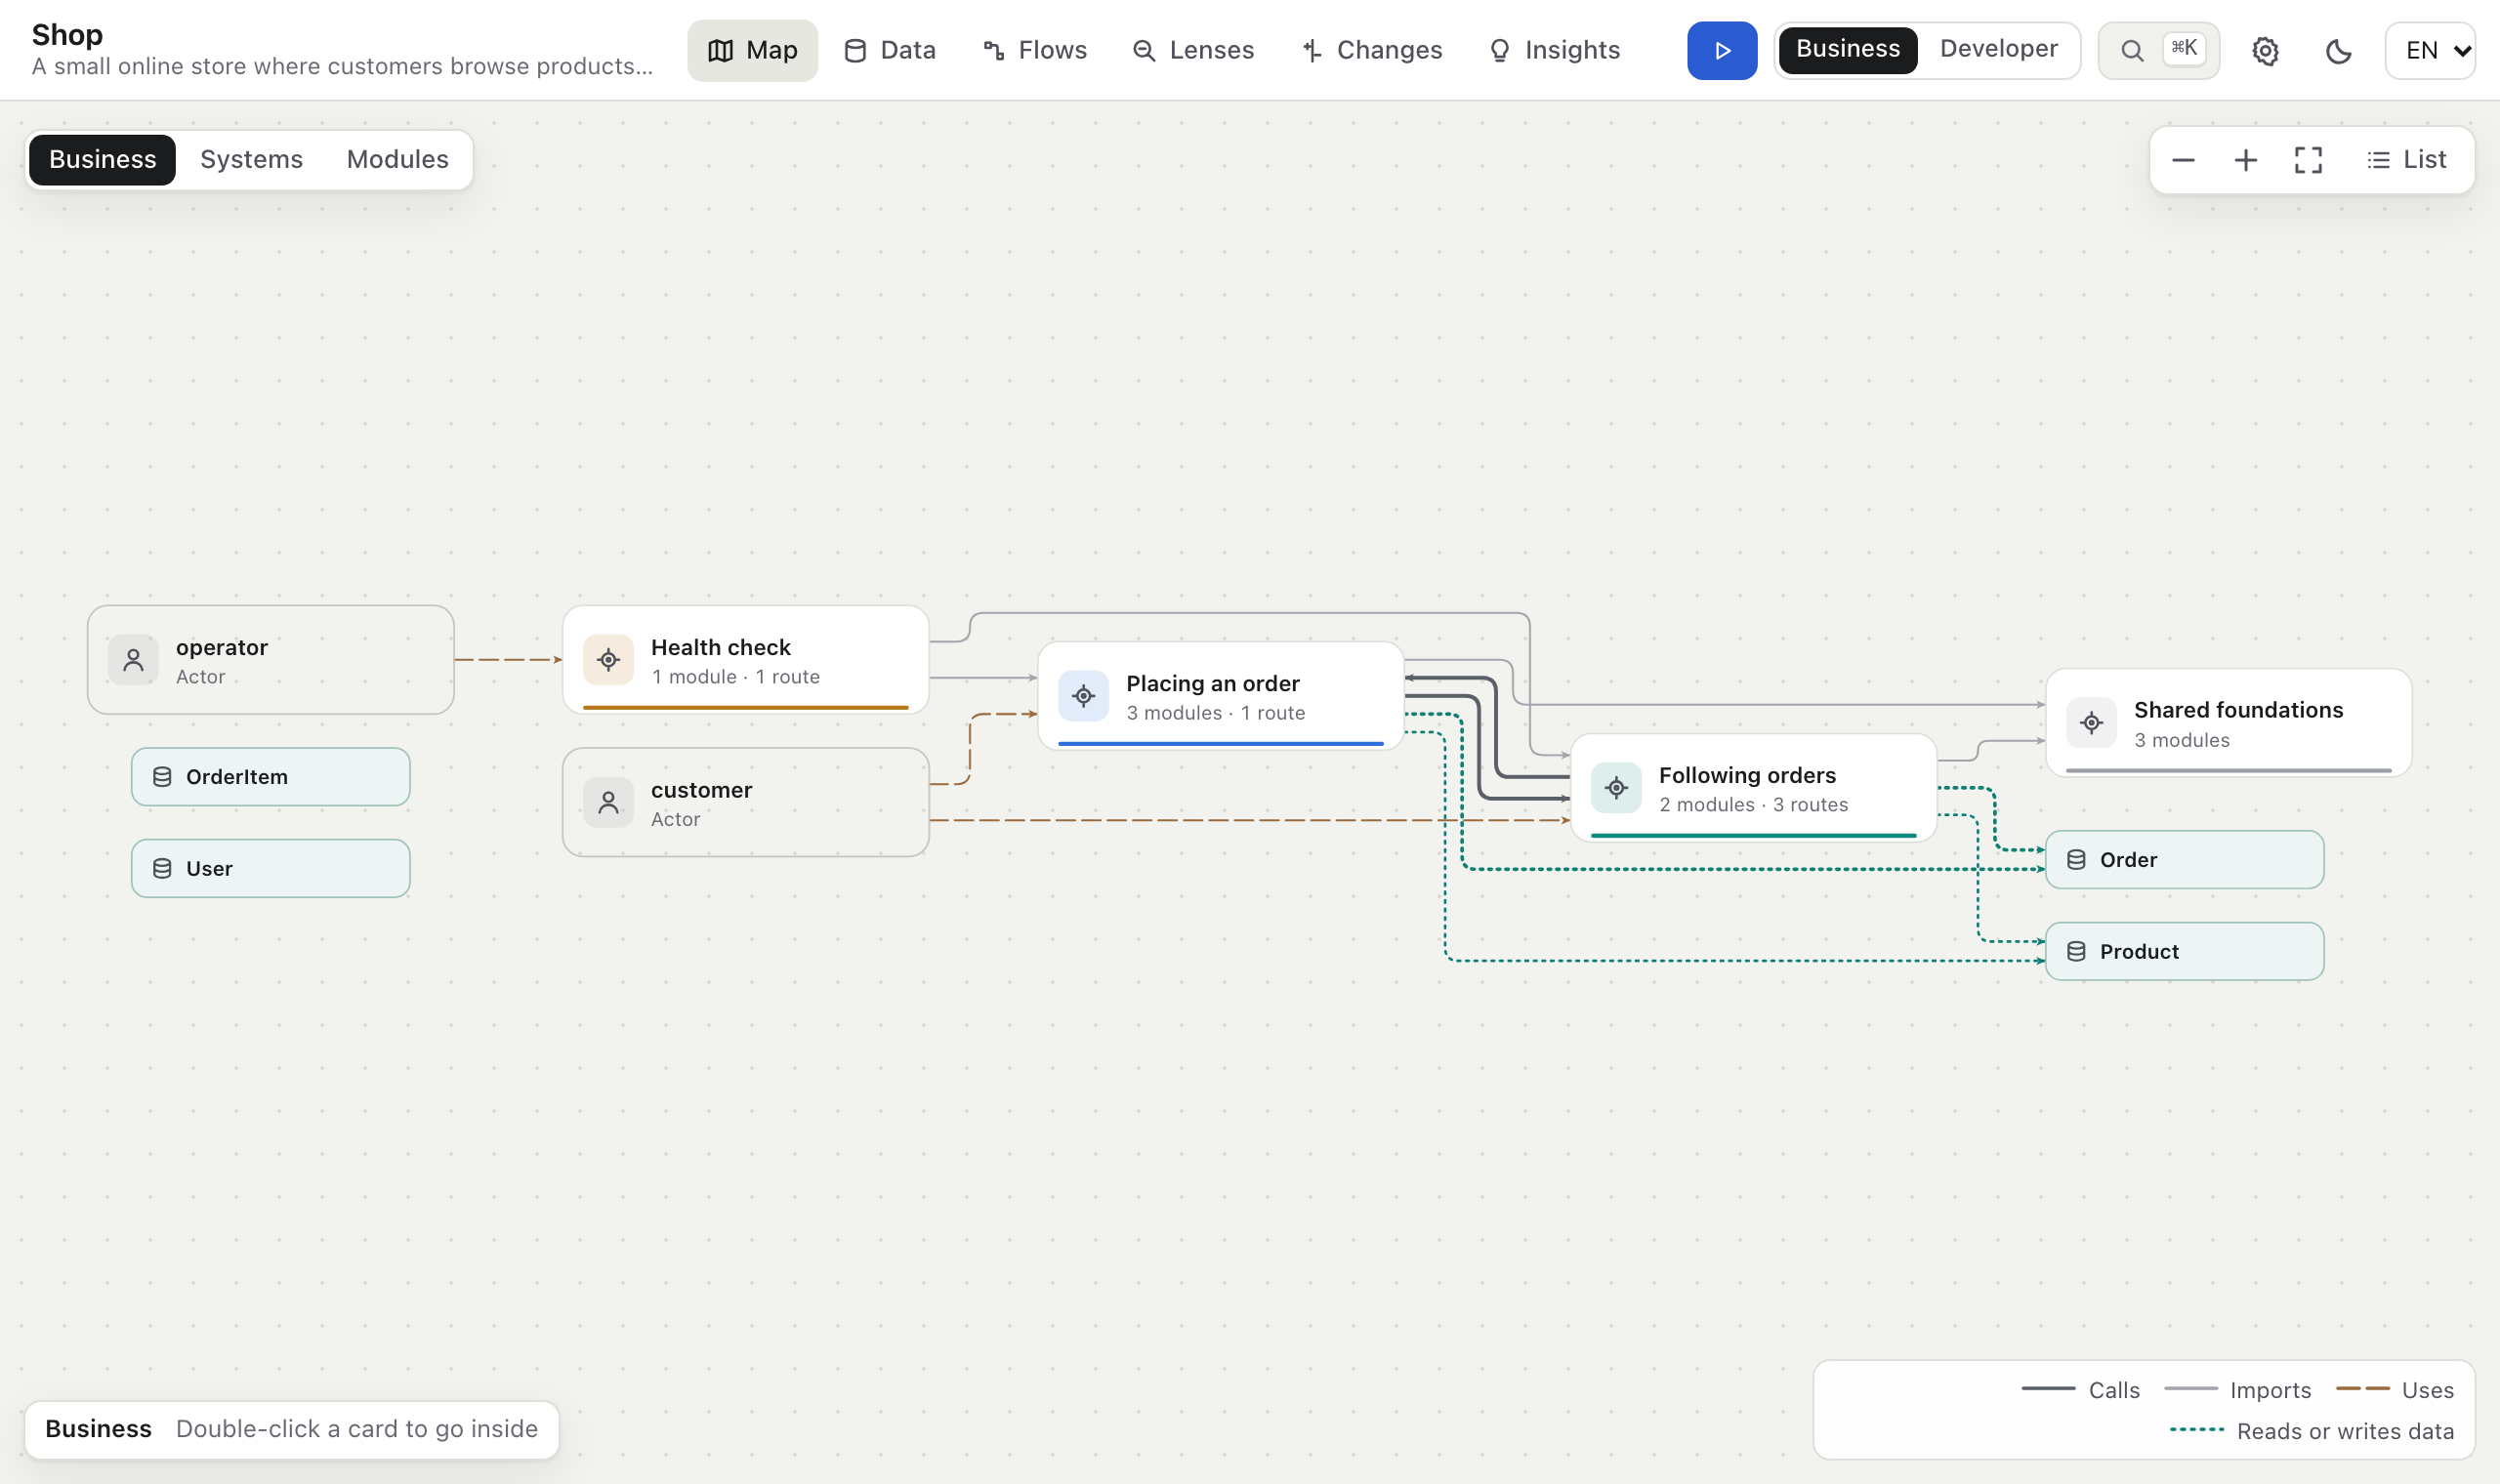 Shop
A small online store where customers browse products...
Map
Data
Flows
Lenses
Changes
Insights
Business
Developer
⌘K
EN
Business
Systems
Modules
List
operator
Actor
Health check
1 module · 1 route
Placing an order
3 modules · 1 route
Shared foundations
3 modules
OrderItem
customer
Actor
Following orders
2 modules · 3 routes
User
Order
Product
Business
Double-click a card to go inside
Calls
Imports
Uses
Reads or writes data